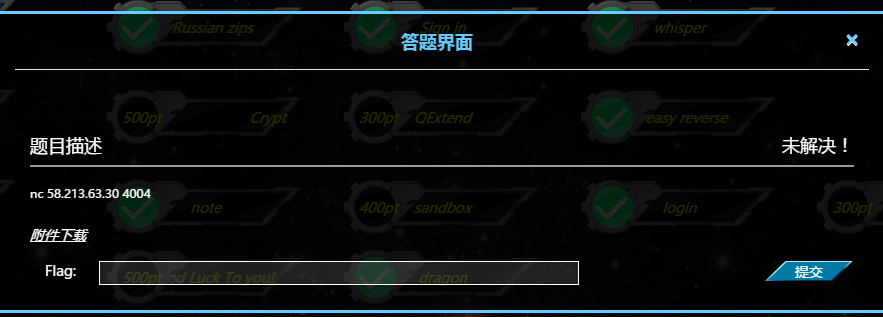 Russian zips Sign in whisper
答题界面 ×
500pt Crypt 300pt QExtend easy reverse
题目描述 未解决！
nc 58.213.63.30 4004
note 400pt sandbox login 300pt
附件下载
Flag: 提交
500pt od Luck To you! dragon